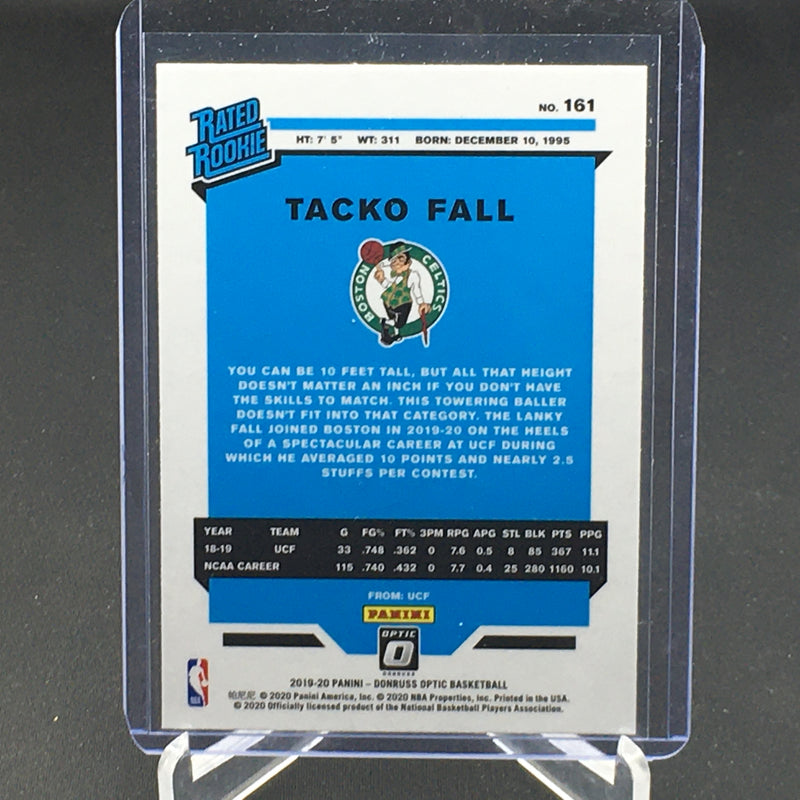 NO. 161
RATED
ROOKIE
HT: 7' 5" WT: 311 BORN: DECEMBER 10, 1995
TACKO FALL
BOSTON CELTICS
YOU CAN BE 10 FEET TALL, BUT ALL THAT HEIGHT
DOESN'T MATTER AN INCH IF YOU DON'T HAVE
THE SKILLS TO MATCH. THIS TOWERING BALLER
DOESN'T FIT INTO THAT CATEGORY. THE LANKY
FALL JOINED BOSTON IN 2019-20 ON THE HEELS
OF A SPECTACULAR CAREER AT UCF DURING
WHICH HE AVERAGED 10 POINTS AND NEARLY 2.5
STUFFS PER CONTEST.
YEAR TEAM G FG% FT% 3PM RPG APG STL BLK PTS PPG
18-19 UCF 33 .748 .362 0 7.6 0.5 8 85 367 11.1
NCAA CAREER 115 .740 .432 0 7.7 0.4 25 280 1160 10.1
FROM: UCF
PANINI
OPTIC
O
DONRUSS
NBA
2019-20 PANINI – DONRUSS OPTIC BASKETBALL
帕尼尼 © 2020 Panini America, Inc. © 2020 NBA Properties, Inc. Printed in the USA.
© 2020 Officially licensed product of the National Basketball Players Association.